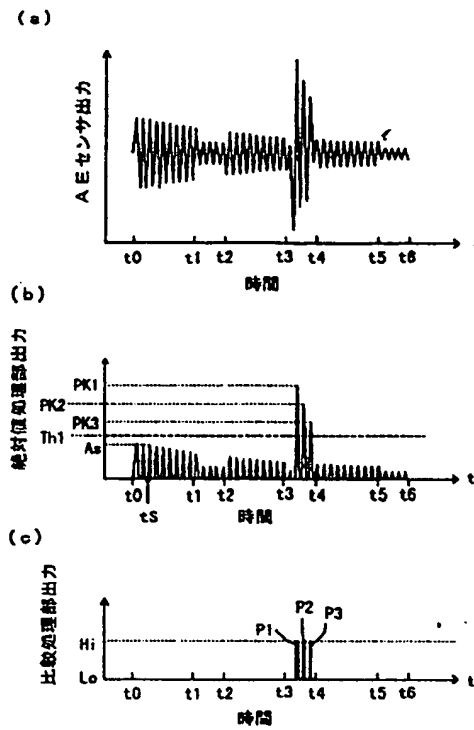 (a)
AEセンサ出力
t0 t1 t2 t3 t4 t5 t6
時間
(b)
絶対値処理部出力
PK1
PK2
PK3
Th1
As
t0 t1 t2 t3 t4 t5 t6 t
tS
時間
(c)
比較処理部出力
P1 P2 P3
Hi
Lo
t0 t1 t2 t3 t4 t5 t6 t
時間